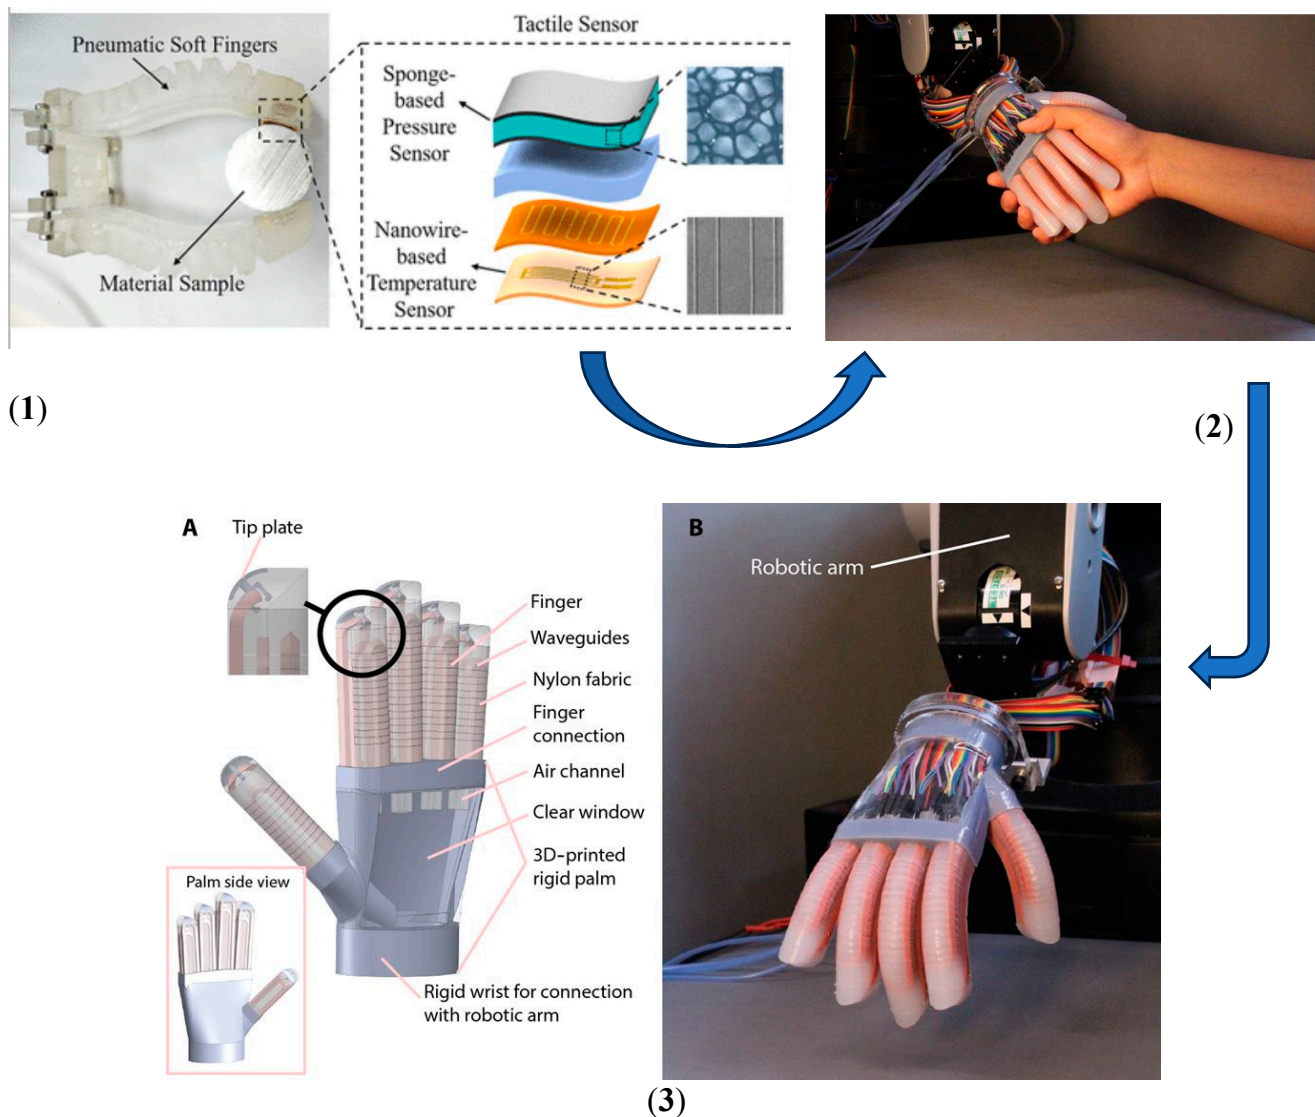 Pneumatic Soft Fingers
Material Sample
Tactile Sensor
Sponge-
based
Pressure
Sensor
Nanowire-
based
Temperature
Sensor
(1)
(2)
A
Tip plate
Finger
Waveguides
Nylon fabric
Finger
connection
Air channel
Clear window
3D-printed
rigid palm
Palm side view
Rigid wrist for connection
with robotic arm
B
Robotic arm
(3)